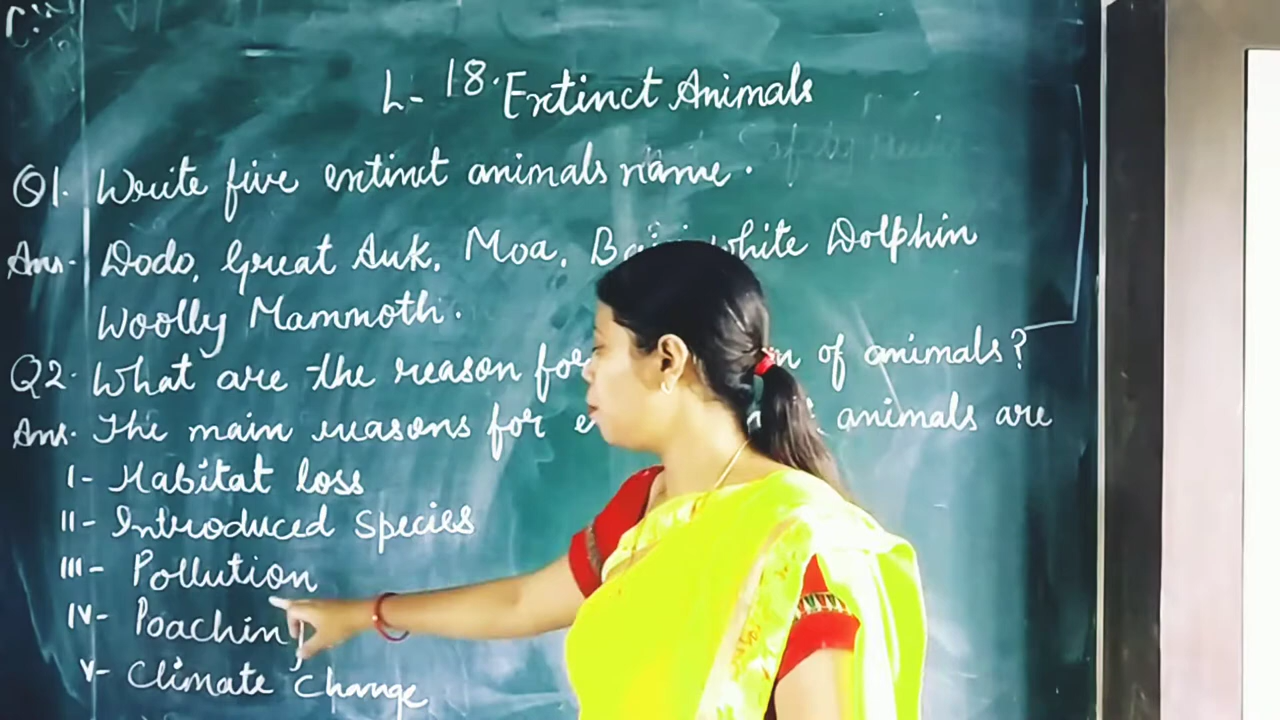 L- 18. Extinct Animals
Q1. Write five extinct animals name.
Ans. Dodo, Great Auk, Moa, white Dolphin
Woolly Mammoth.
Q2. What are the reason for of animals?
Ans. The main reasons for animals are
I- Habitat loss
II- Introduced Species
III- Pollution
IV- Poaching
V- Climate change